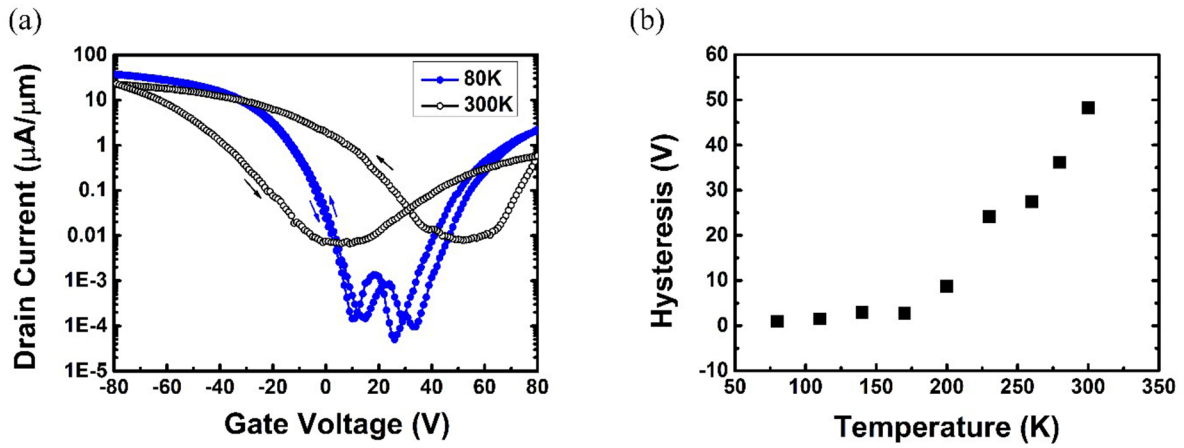 (a)
(b)
Drain Current (μA/μm)
100
10
1
0.1
0.01
1E-3
1E-4
1E-5
80K
300K
-80
-60
-40
-20
0
20
40
60
80
Gate Voltage (V)
Hysteresis (V)
60
50
40
30
20
10
0
-10
50
100
150
200
250
300
350
Temperature (K)